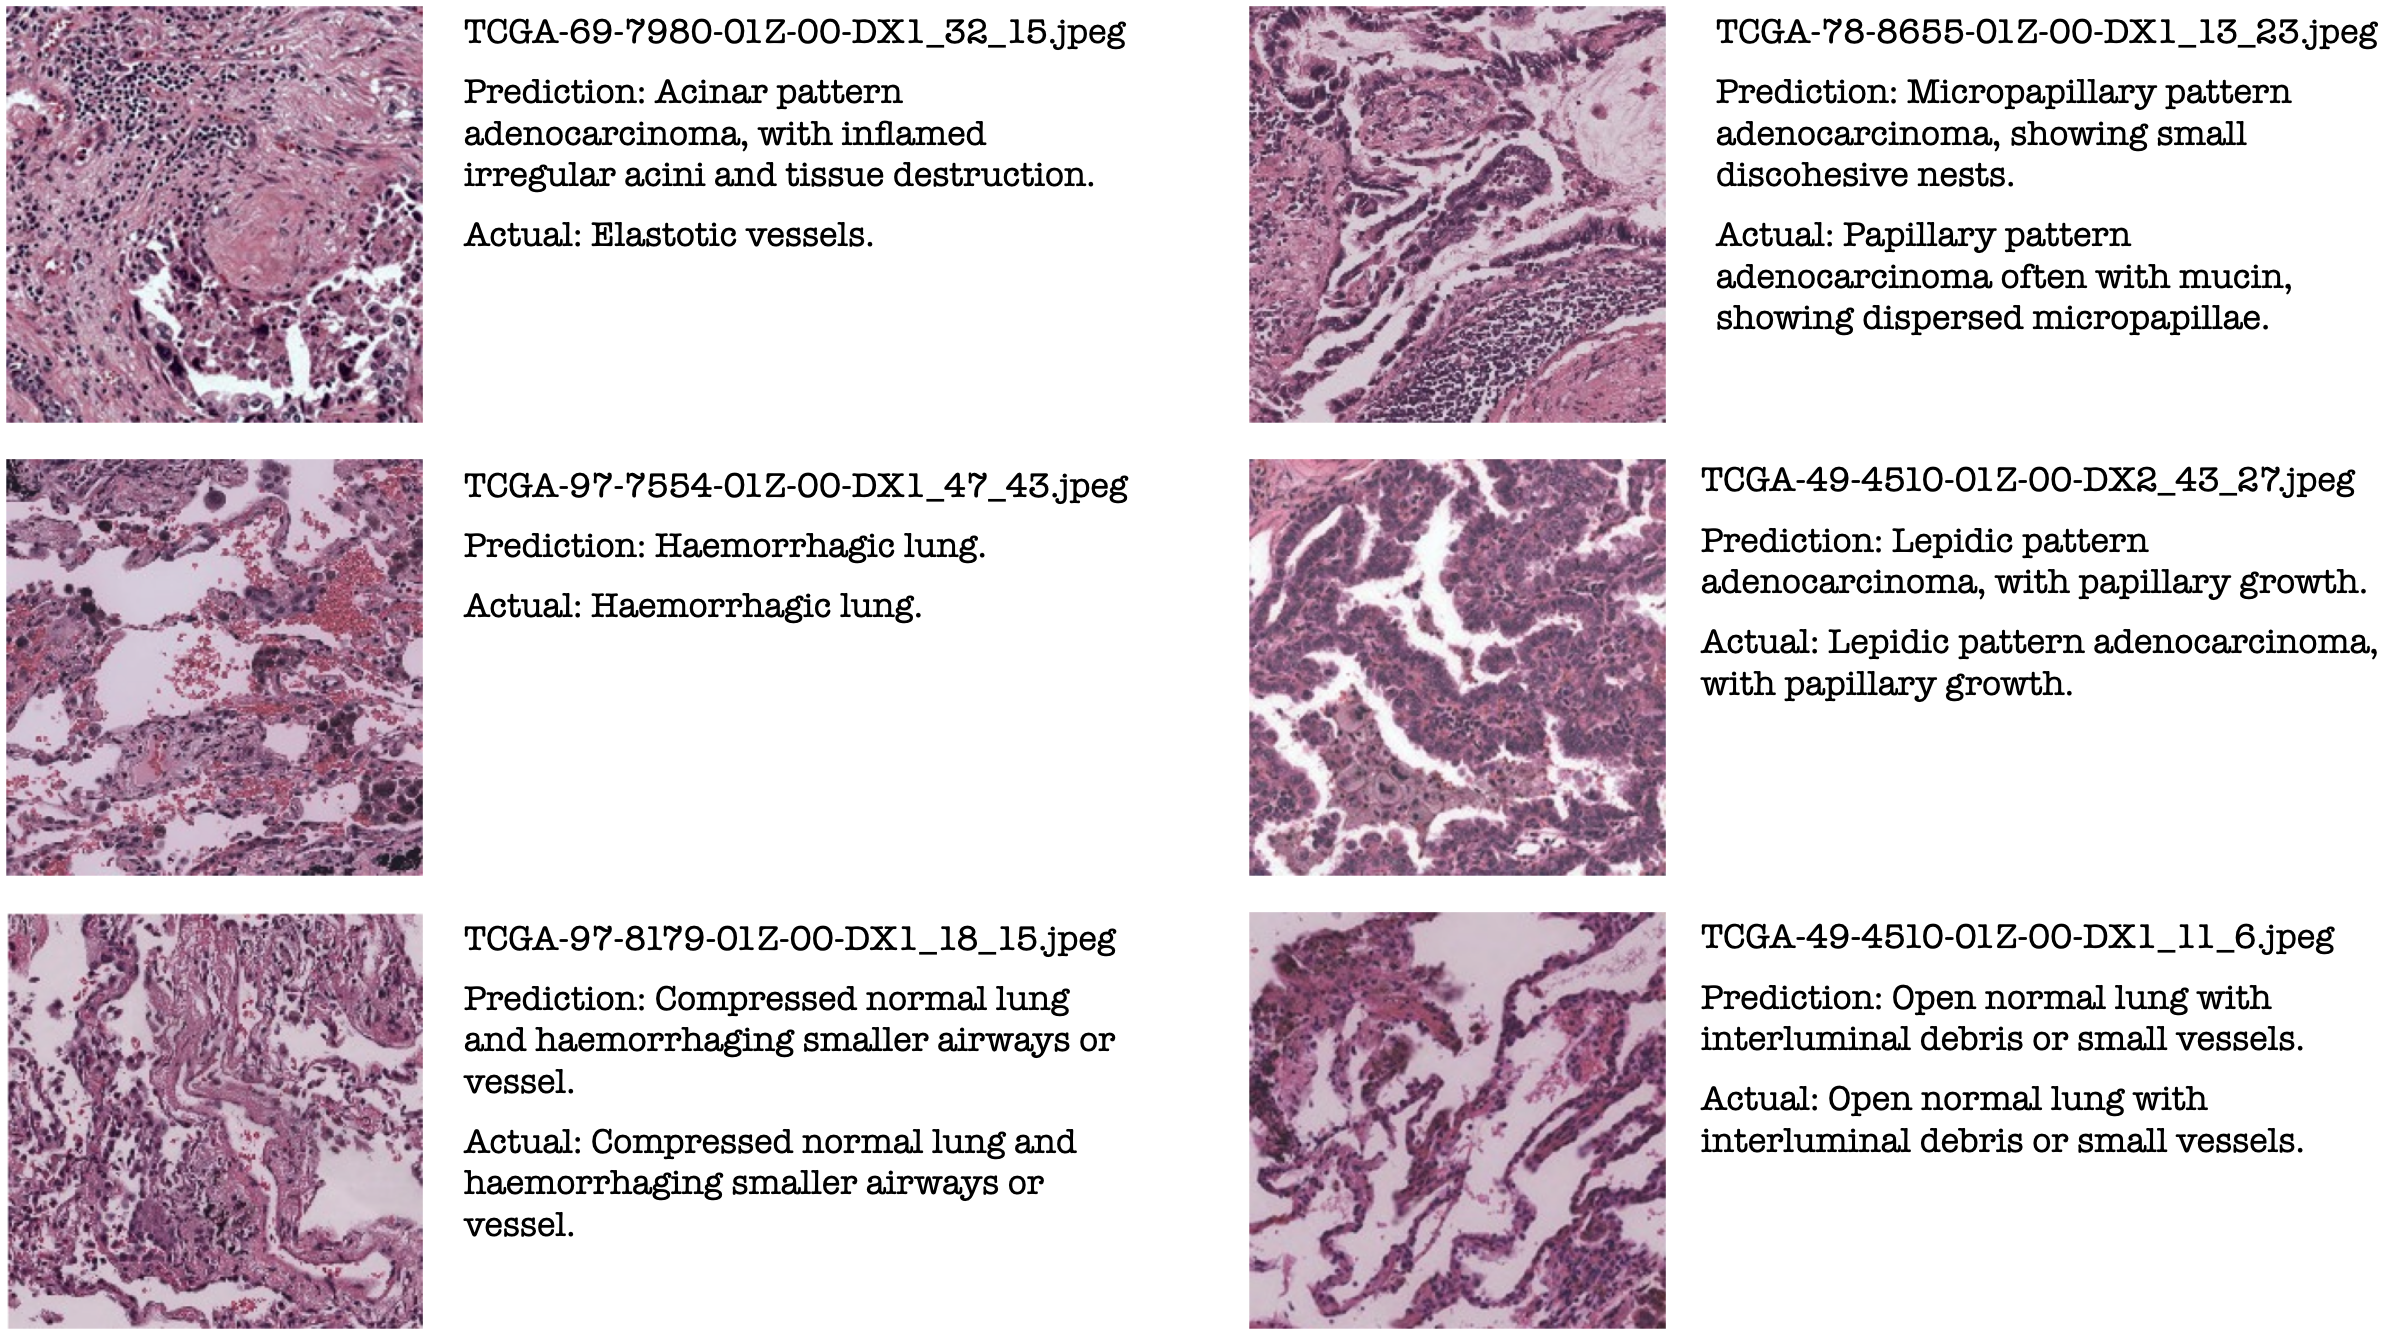 TCGA-69-7980-01Z-00-DX1_32_15.jpeg
Prediction: Acinar pattern
adenocarcinoma, with inflamed
irregular acini and tissue destruction.
Actual: Elastotic vessels.
TCGA-78-8655-01Z-00-DX1_13_23.jpeg
Prediction: Micropapillary pattern
adenocarcinoma, showing small
discohesive nests.
Actual: Papillary pattern
adenocarcinoma often with mucin,
showing dispersed micropapillae.
TCGA-97-7554-01Z-00-DX1_47_43.jpeg
Prediction: Haemorrhagic lung.
Actual: Haemorrhagic lung.
TCGA-49-4510-01Z-00-DX2_43_27.jpeg
Prediction: Lepidic pattern
adenocarcinoma, with papillary growth.
Actual: Lepidic pattern adenocarcinoma,
with papillary growth.
TCGA-97-8179-01Z-00-DX1_18_15.jpeg
Prediction: Compressed normal lung
and haemorrhaging smaller airways or
vessel.
Actual: Compressed normal lung and
haemorrhaging smaller airways or
vessel.
TCGA-49-4510-01Z-00-DX1_11_6.jpeg
Prediction: Open normal lung with
interluminal debris or small vessels.
Actual: Open normal lung with
interluminal debris or small vessels.